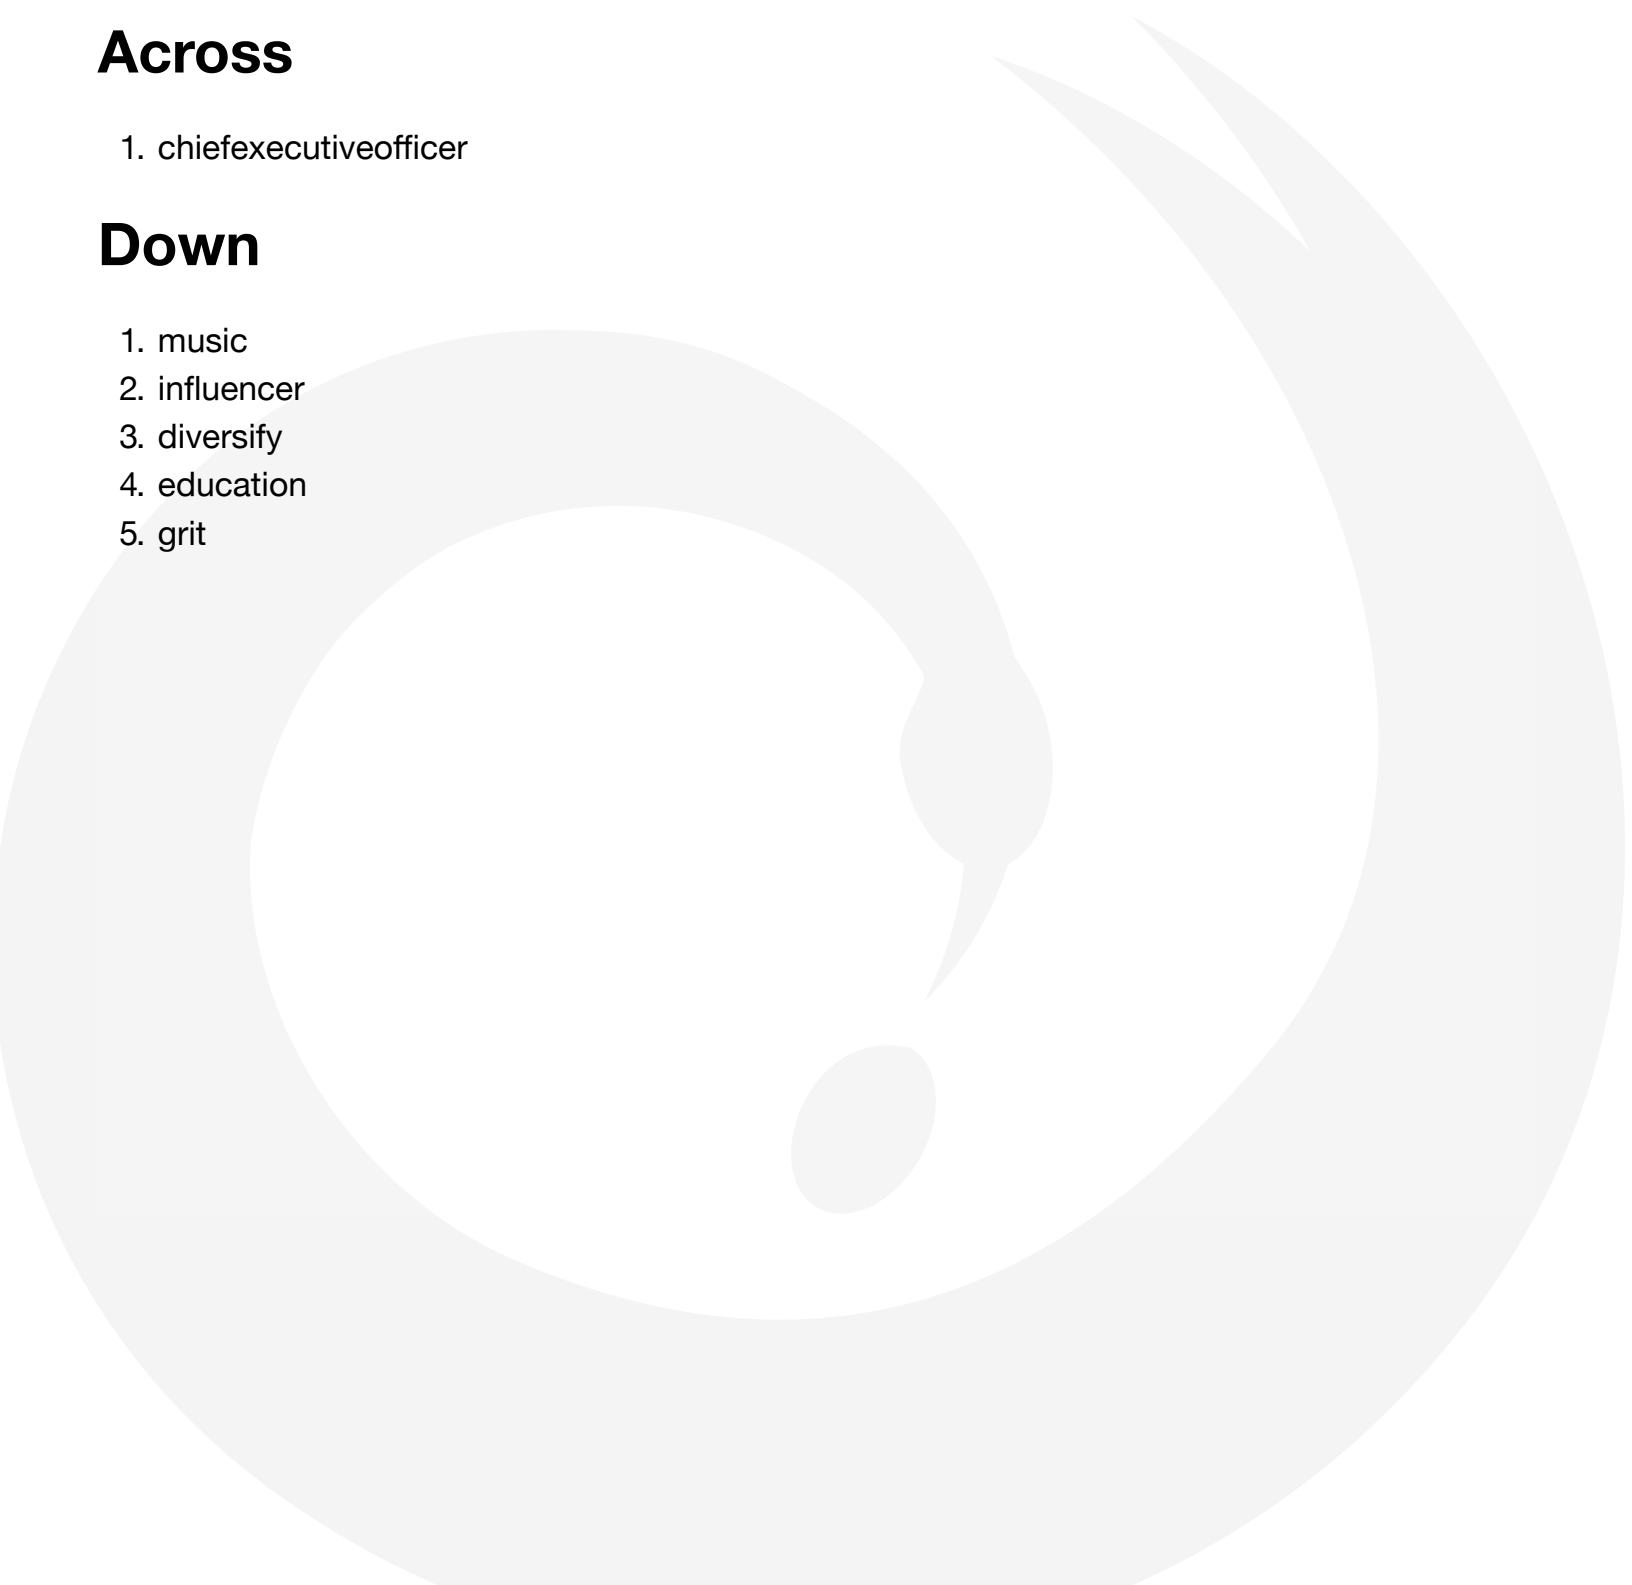 Across
1. chiefexecutiveofficer
Down
1. music
2. influencer
3. diversify
4. education
5. grit